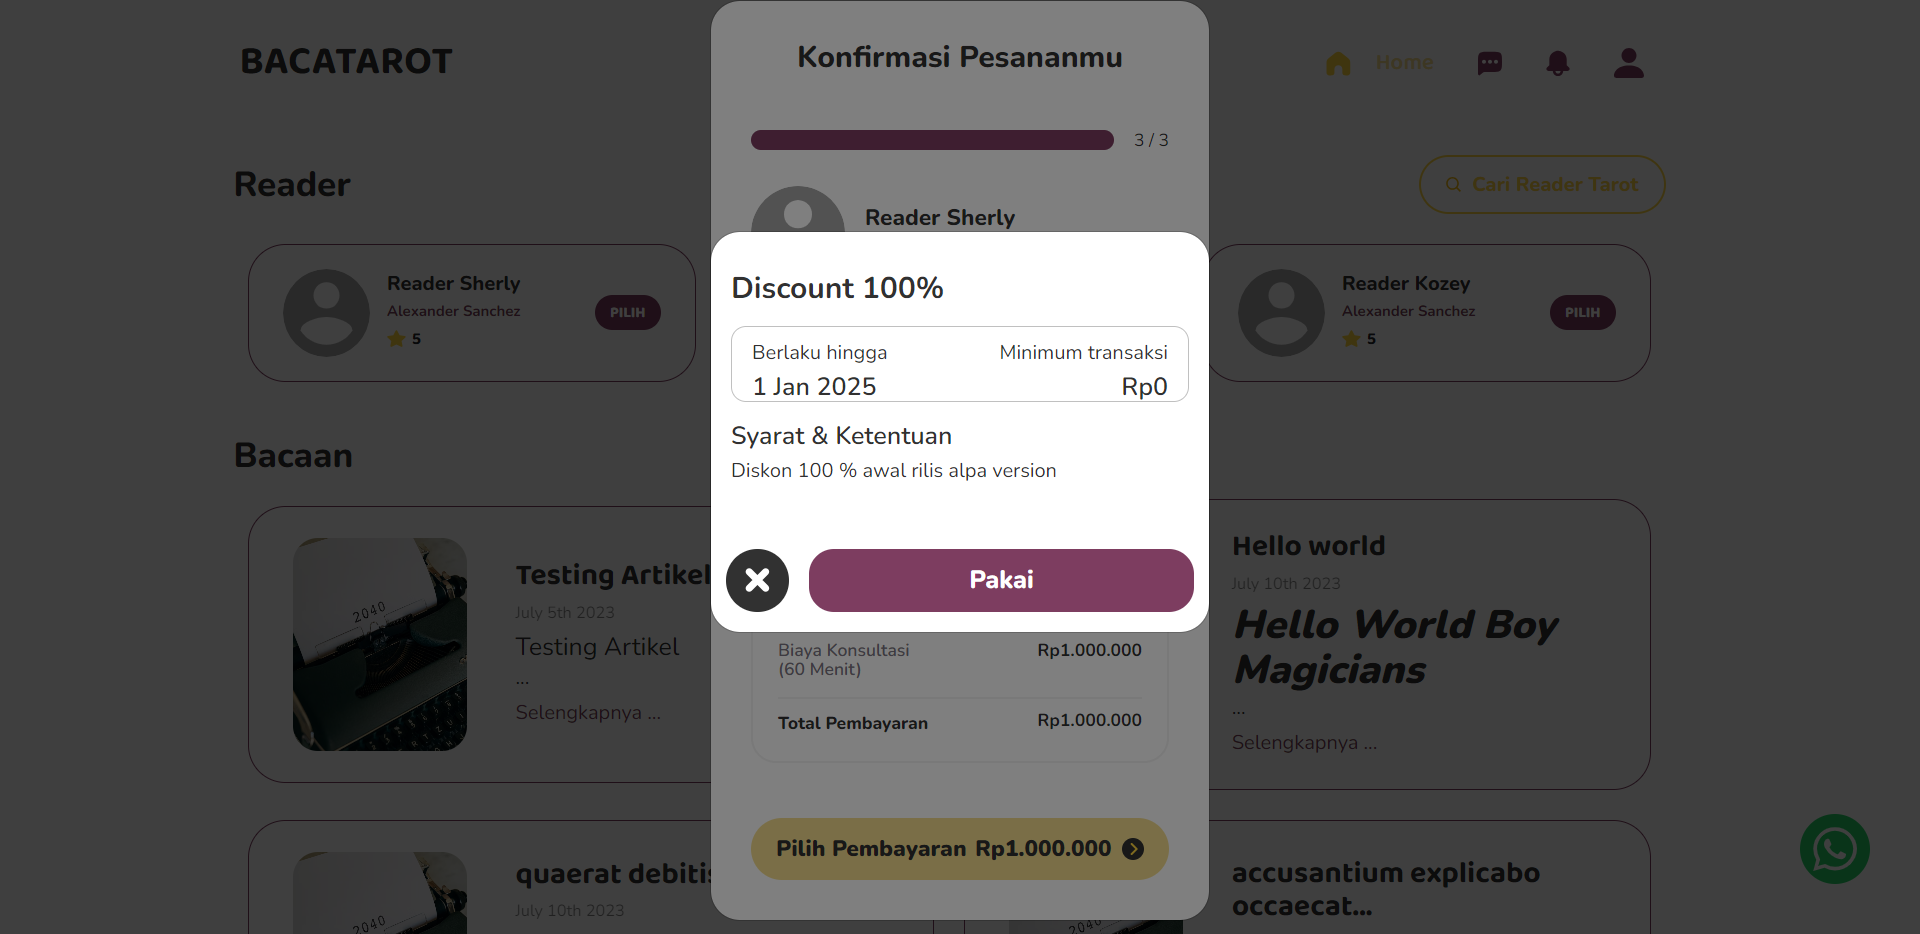 BACATAROT
Home
Reader
Cari Reader Tarot
Reader Sherly
Alexander Sanchez
5
PILIH
Reader Kozey
Alexander Sanchez
5
PILIH
Bacaan
Testing Artikel
July 5th 2023
Testing Artikel
...
Selengkapnya ...
Hello world
July 10th 2023
Hello World Boy
Magicians
...
Selengkapnya ...
quaerat debitis
July 10th 2023
accusantium explicabo
occaecat...
2040
2040
Konfirmasi Pesananmu
3 / 3
Reader Sherly
Discount 100%
Berlaku hingga
Minimum transaksi
1 Jan 2025
Rp0
Syarat & Ketentuan
Diskon 100 % awal rilis alpa version
Pakai
Biaya Konsultasi
(60 Menit)
Rp1.000.000
Total Pembayaran
Rp1.000.000
Pilih Pembayaran Rp1.000.000